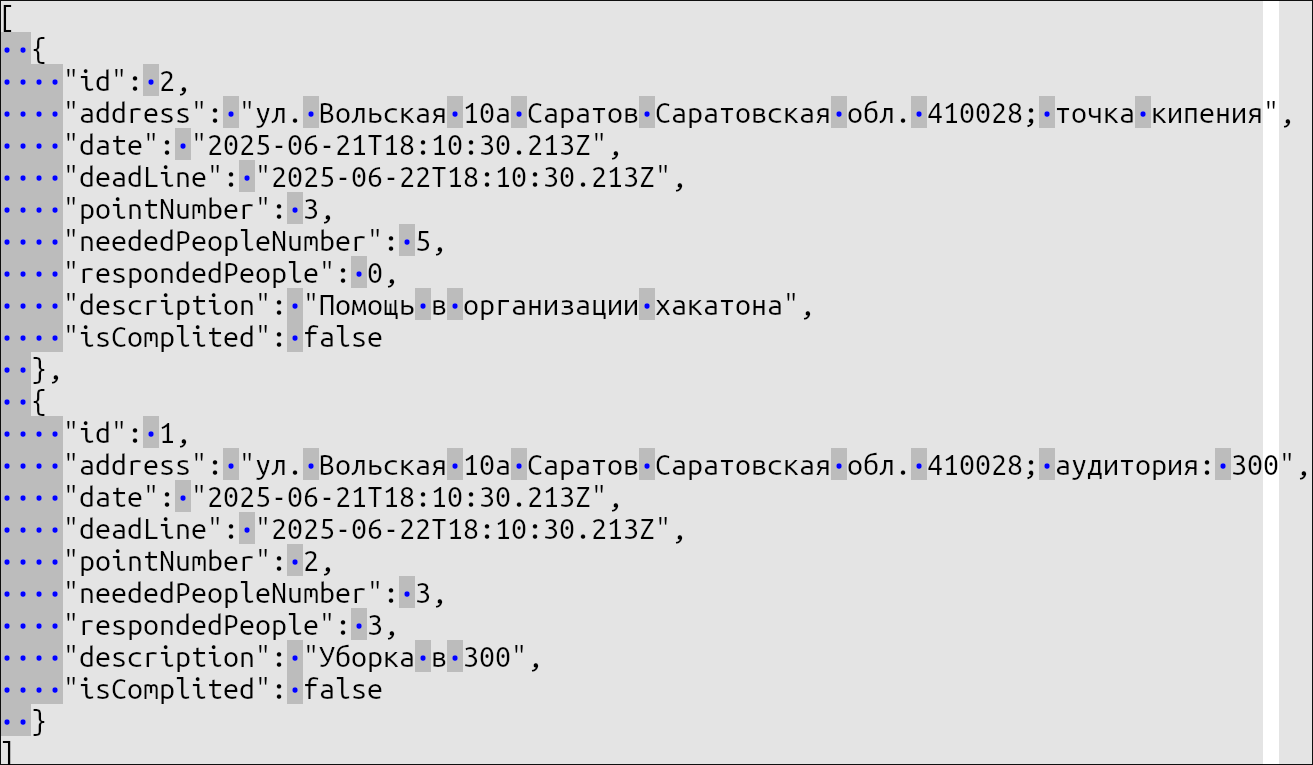 [
  {
    "id": 2,
    "address": "ул. Вольская 10а Саратов Саратовская обл. 410028; точка кипения",
    "date": "2025-06-21T18:10:30.213Z",
    "deadLine": "2025-06-22T18:10:30.213Z",
    "pointNumber": 3,
    "neededPeopleNumber": 5,
    "respondedPeople": 0,
    "description": "Помощь в организации хакатона",
    "isComplited": false
  },
  {
    "id": 1,
    "address": "ул. Вольская 10а Саратов Саратовская обл. 410028; аудитория: 300",
    "date": "2025-06-21T18:10:30.213Z",
    "deadLine": "2025-06-22T18:10:30.213Z",
    "pointNumber": 2,
    "neededPeopleNumber": 3,
    "respondedPeople": 3,
    "description": "Уборка в 300",
    "isComplited": false
  }
]